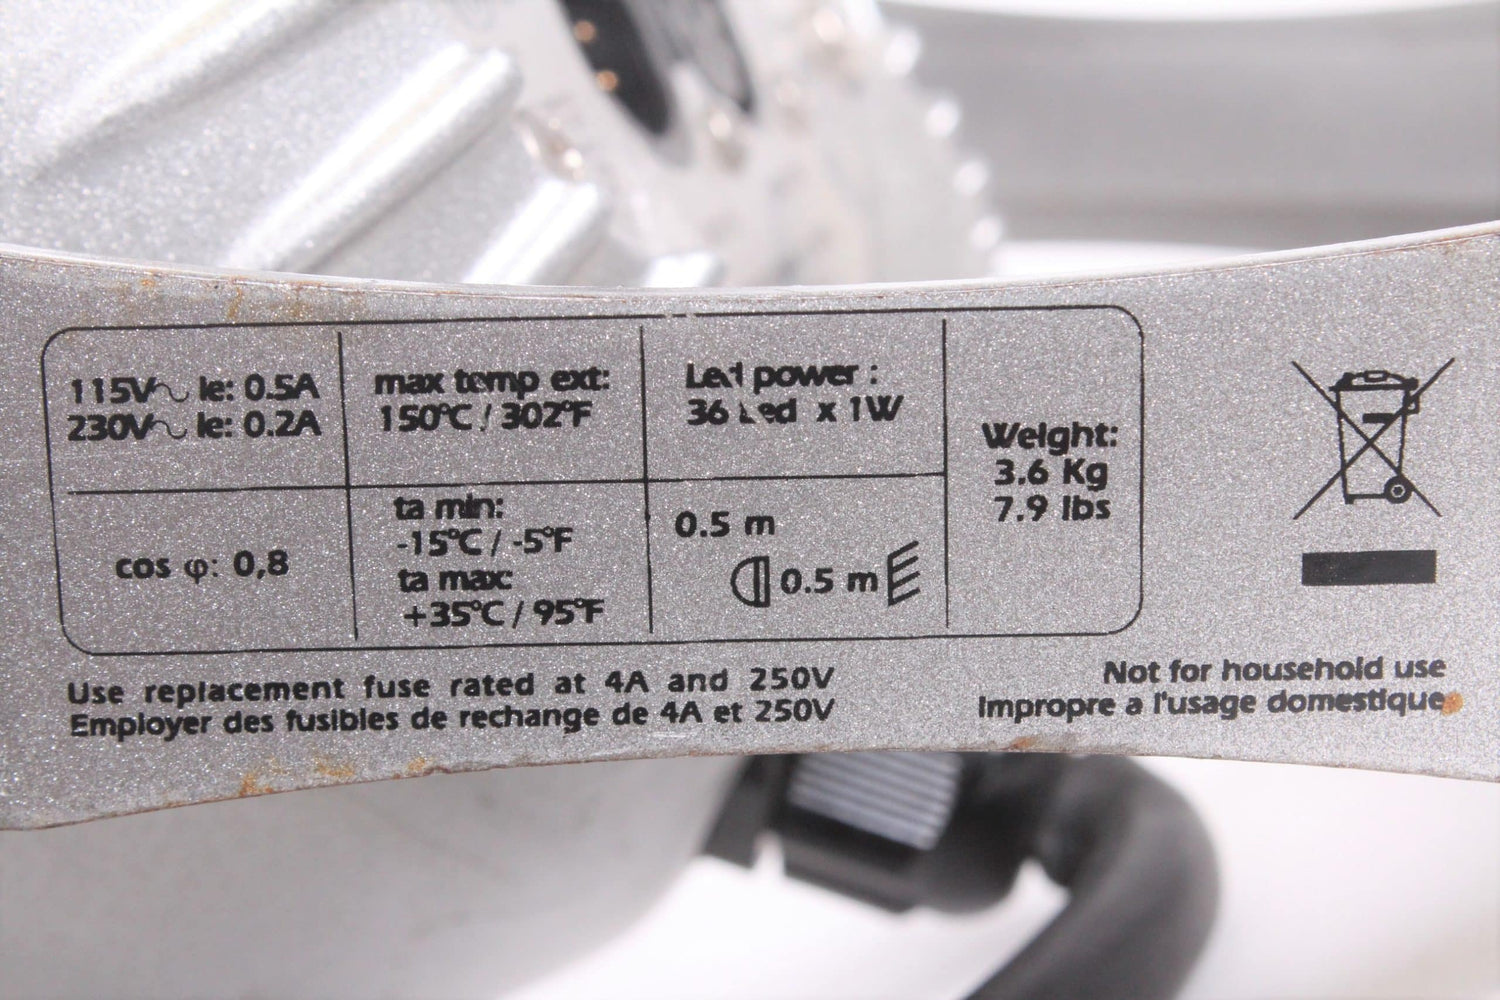 115V~ Ie: 0.5A
230V~ Ie: 0.2A
max temp ext:
150°C / 302°F
Led power :
36 Led x 1W
Weight:
3.6 Kg
7.9 lbs
cos φ: 0,8
ta min:
-15°C / -5°F
ta max:
+35°C / 95°F
0.5 m
0.5 m
Use replacement fuse rated at 4A and 250V
Employer des fusibles de rechange de 4A et 250V
Not for household use
Impropre a l'usage domestique